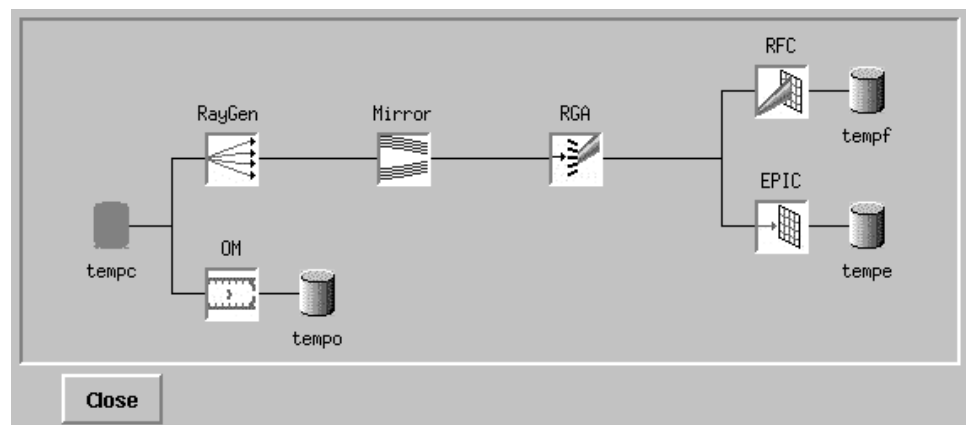 RFC
tempf
RayGen
Mirror
RGA
EPIC
tempe
tempc
OM
tempo
Close